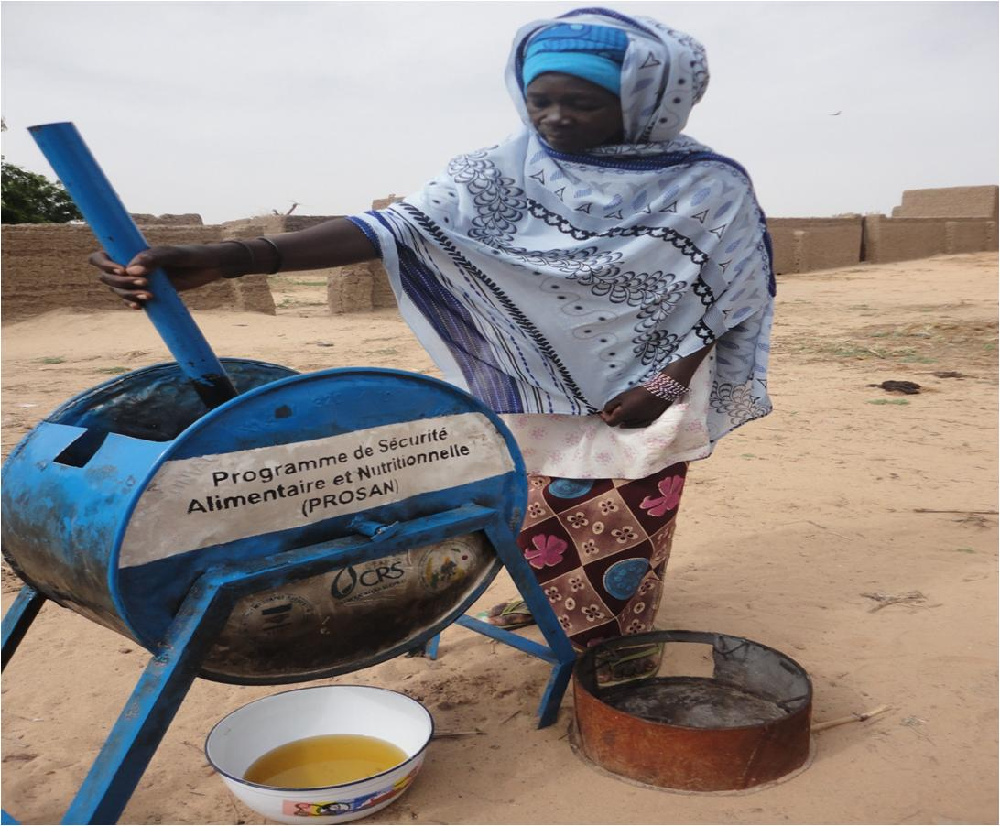 Programme de Sécurité
Alimentaire et Nutritionnelle
(PROSAN)
CRS